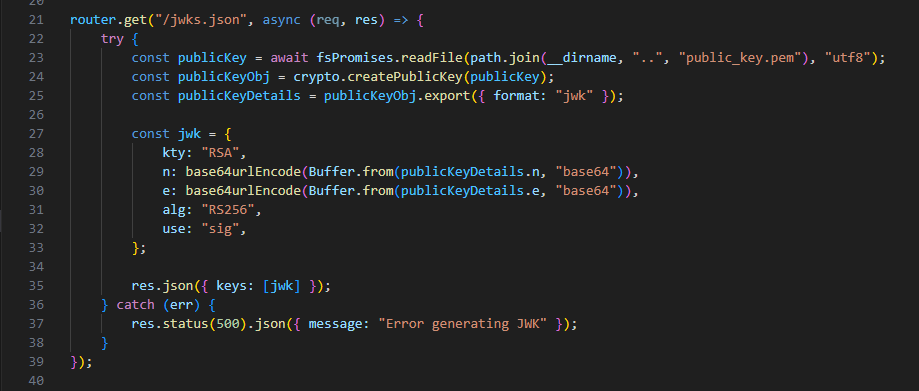 20
21 router.get("/jwks.json", async (req, res) => {
22     try {
23         const publicKey = await fsPromises.readFile(path.join(__dirname, "..", "public_key.pem"), "utf8");
24         const publicKeyObj = crypto.createPublicKey(publicKey);
25         const publicKeyDetails = publicKeyObj.export({ format: "jwk" });
26
27         const jwk = {
28             kty: "RSA",
29             n: base64urlEncode(Buffer.from(publicKeyDetails.n, "base64")),
30             e: base64urlEncode(Buffer.from(publicKeyDetails.e, "base64")),
31             alg: "RS256",
32             use: "sig",
33         };
34
35         res.json({ keys: [jwk] });
36     } catch (err) {
37         res.status(500).json({ message: "Error generating JWK" });
38     }
39 });
40